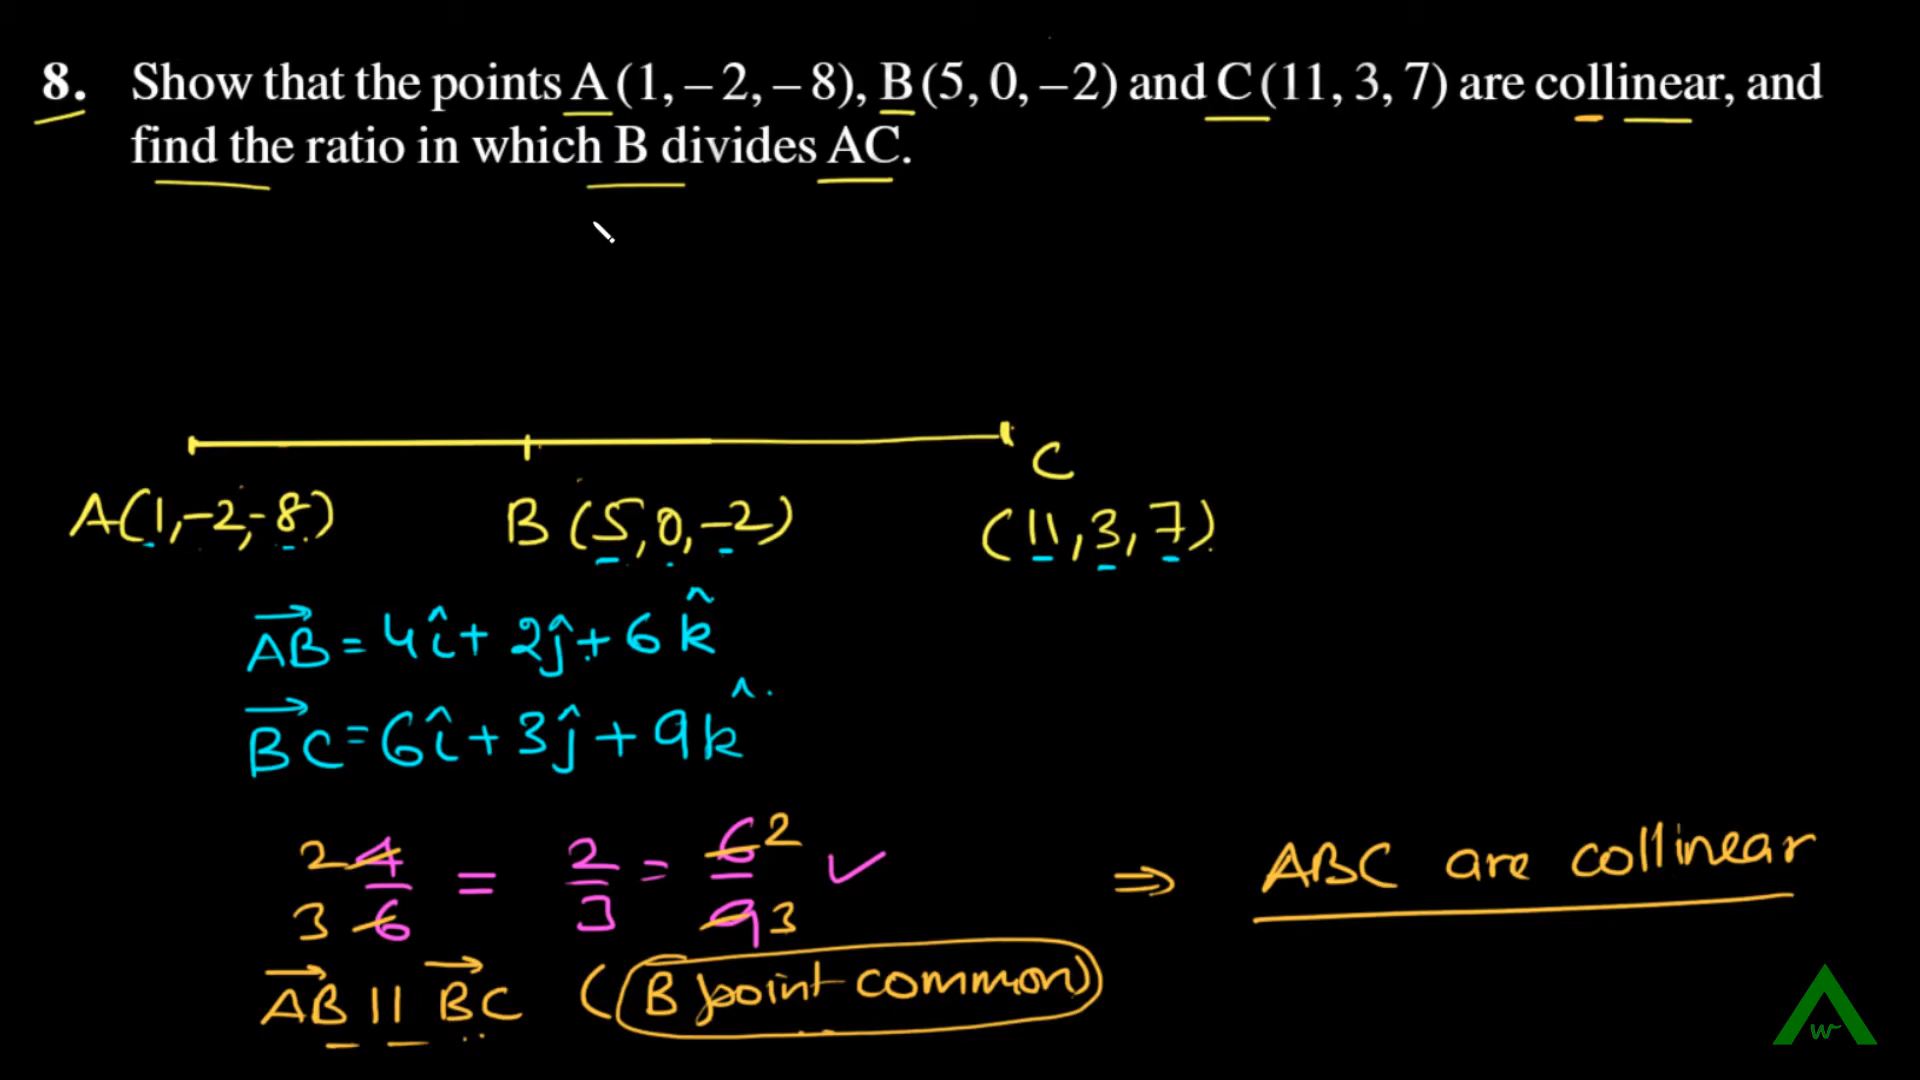 8. Show that the points A (1, – 2, – 8), B (5, 0, –2) and C (11, 3, 7) are collinear, and
find the ratio in which B divides AC.
C
A(1,-2,-8) B (5,0,-2) (11,3,7)
AB→ = 4î + 2ĵ + 6k̂
BC→ = 6î + 3ĵ + 9k̂
2 4/6 3 = 2/3 = 6/9 2/3 ✓ ⇒ ABC are collinear
AB→ || BC→ (B point common)
w